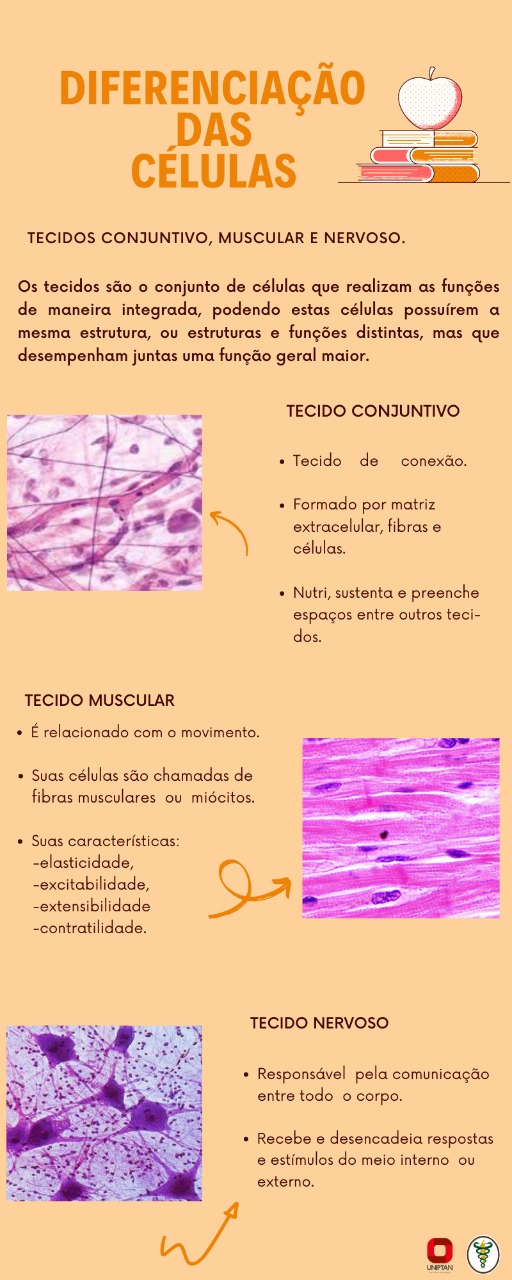 DIFERENCIAÇÃO
DAS
CÉLULAS
TECIDOS CONJUNTIVO, MUSCULAR E NERVOSO.
Os tecidos são o conjunto de células que realizam as funções
de maneira integrada, podendo estas células possuírem a
mesma estrutura, ou estruturas e funções distintas, mas que
desempenham juntas uma função geral maior.
TECIDO CONJUNTIVO
• Tecido de conexão.
• Formado por matriz
extracelular, fibras e
células.
• Nutri, sustenta e preenche
espaços entre outros teci-
dos.
TECIDO MUSCULAR
• É relacionado com o movimento.
• Suas células são chamadas de
fibras musculares ou miócitos.
• Suas características:
-elasticidade,
-excitabilidade,
-extensibilidade
-contratilidade.
TECIDO NERVOSO
• Responsável pela comunicação
entre todo o corpo.
• Recebe e desencadeia respostas
e estímulos do meio interno ou
externo.
UNIPTAN